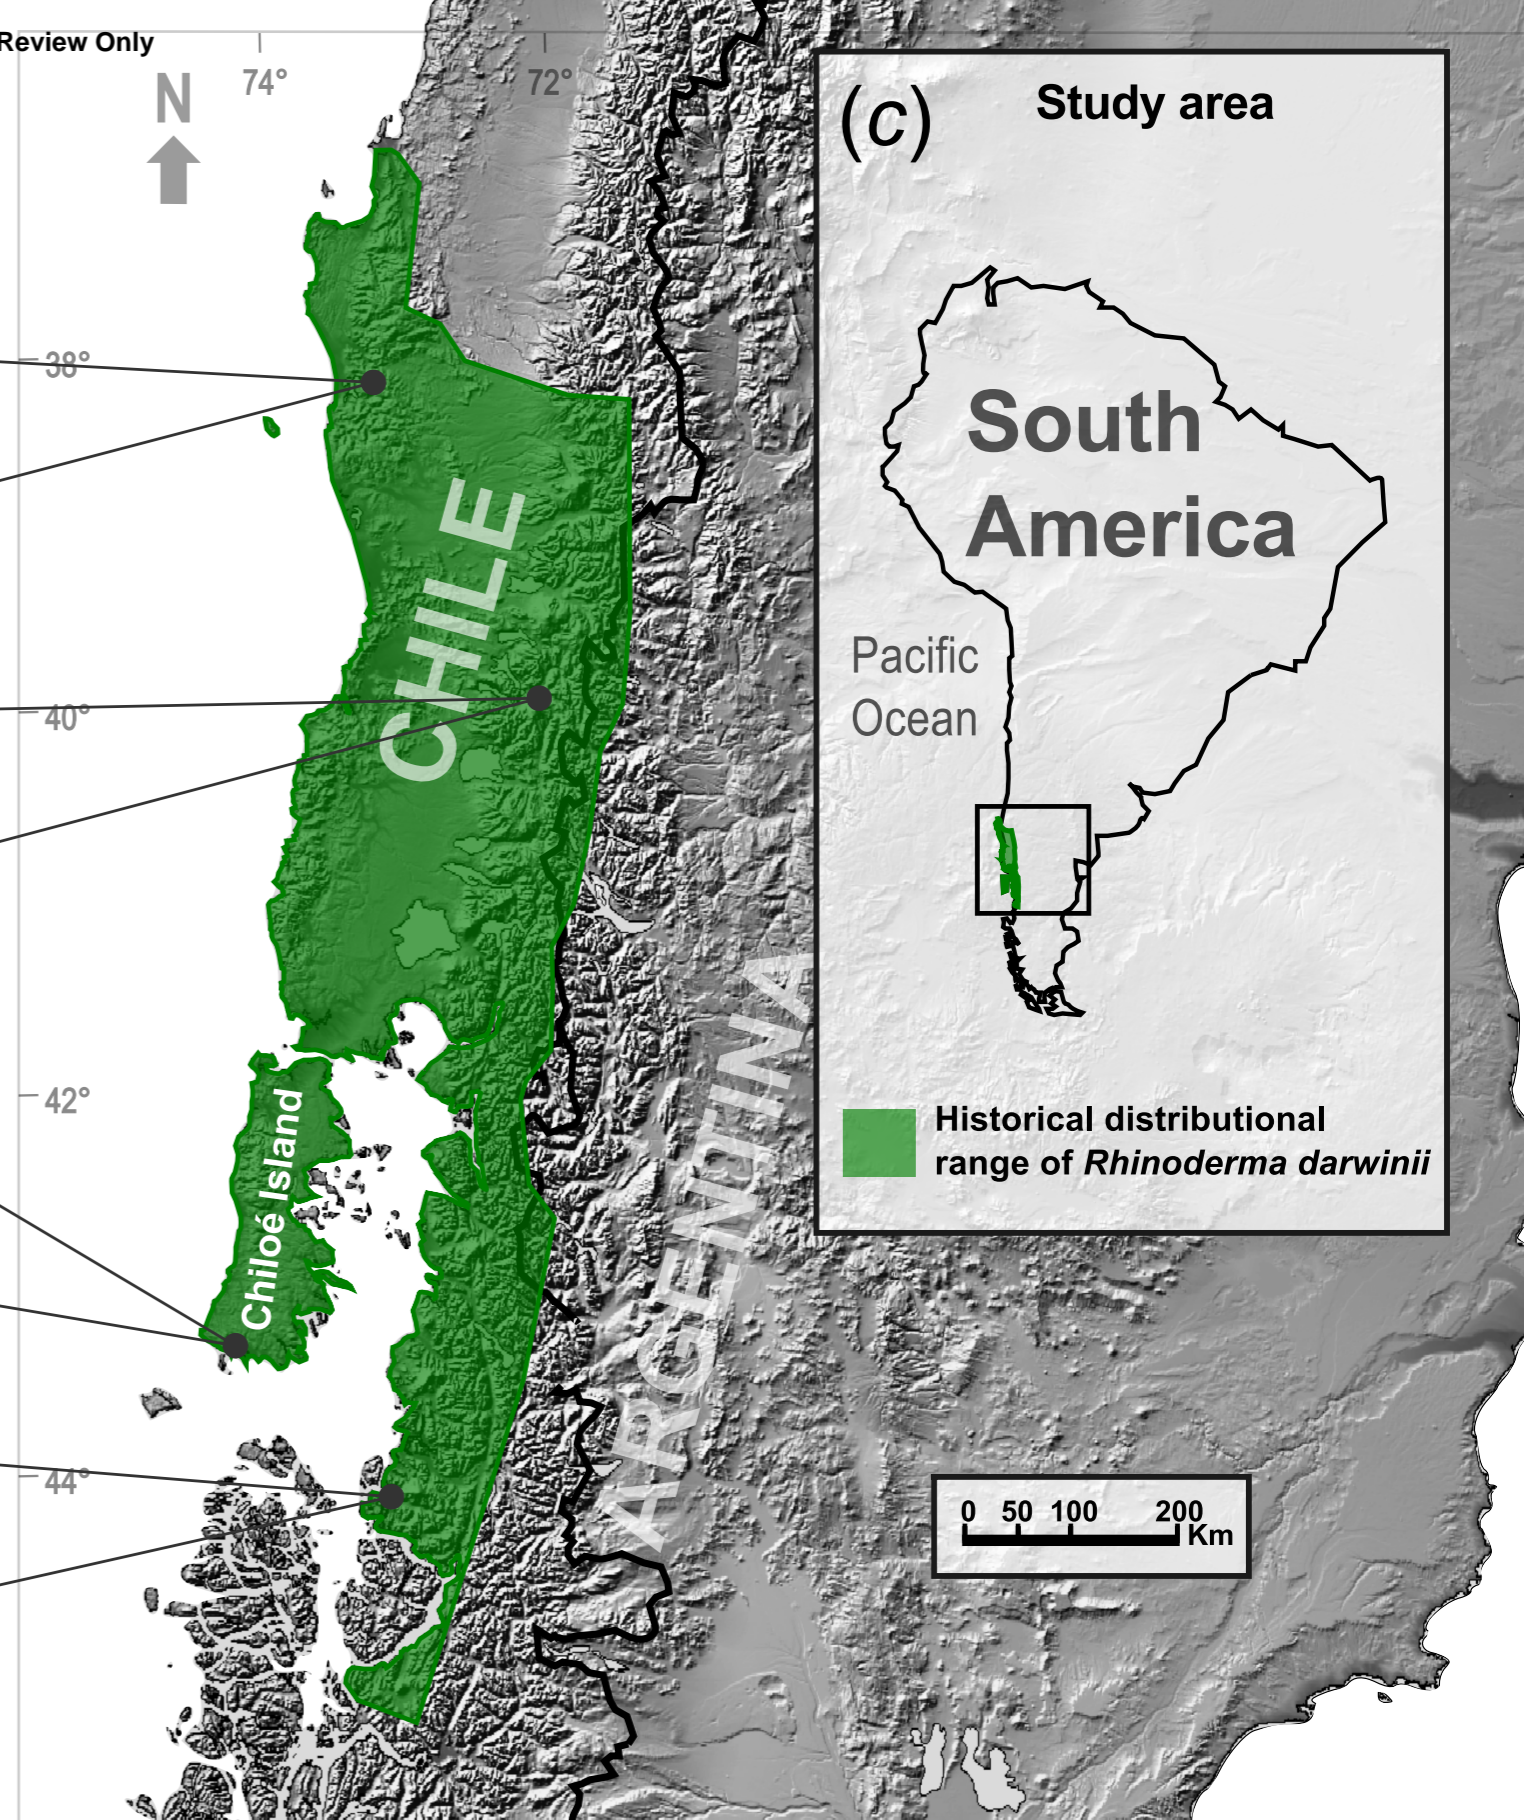 Review Only
74°
72°
N
(c)
Study area
South
America
Pacific
Ocean
38°
CHILE
40°
42°
Chiloé Island
ARGENTINA
Historical distributional
range of Rhinoderma darwinii
44°
0 50 100 200
Km